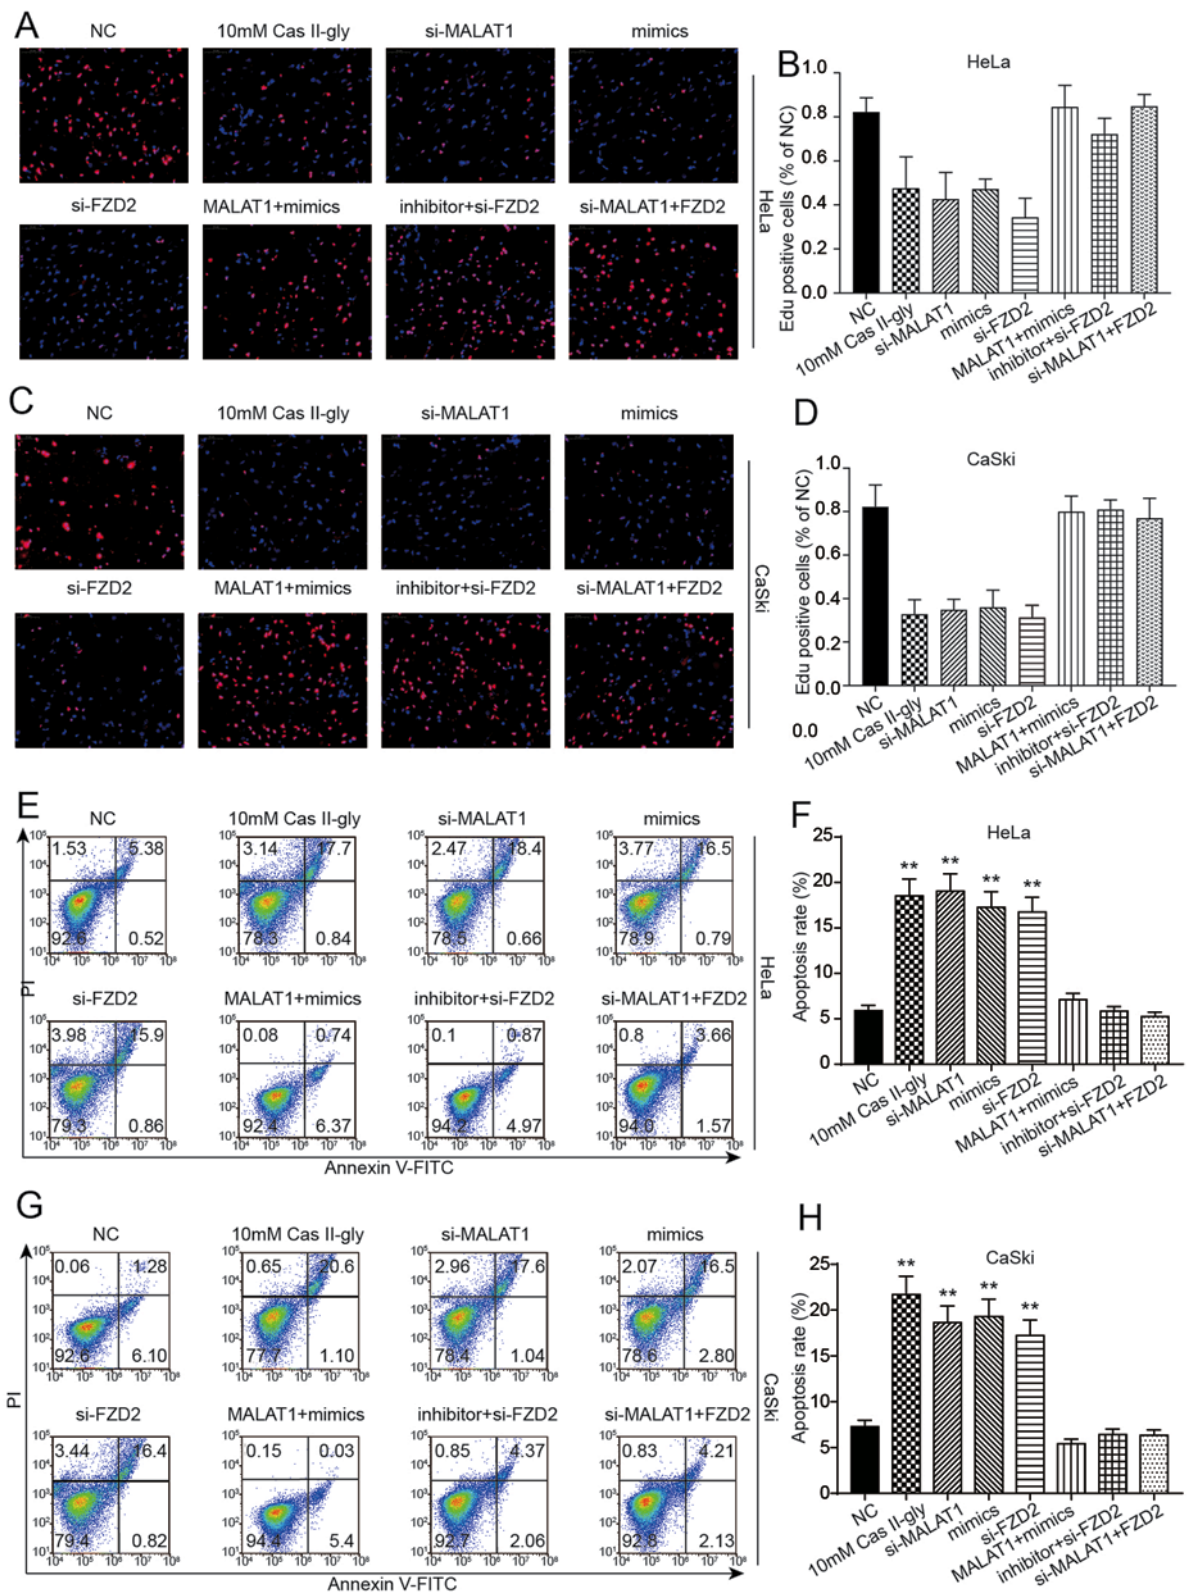 A
NC 10mM Cas II-gly si-MALAT1 mimics
si-FZD2 MALAT1+mimics inhibitor+si-FZD2 si-MALAT1+FZD2
HeLa
B
HeLa
Edu positive cells (% of NC)
1.0
0.8
0.6
0.4
0.2
0.0
NC
10mM Cas II-gly
si-MALAT1
mimics
si-FZD2
MALAT1+mimics
inhibitor+si-FZD2
si-MALAT1+FZD2
C
NC 10mM Cas II-gly si-MALAT1 mimics
si-FZD2 MALAT1+mimics inhibitor+si-FZD2 si-MALAT1+FZD2
CaSki
D
CaSki
Edu positive cells (% of NC)
1.0
0.8
0.6
0.4
0.2
0.0
0.0
NC
10mM Cas II-gly
si-MALAT1
mimics
si-FZD2
MALAT1+mimics
inhibitor+si-FZD2
si-MALAT1+FZD2
E
NC 10mM Cas II-gly si-MALAT1 mimics
1.53 5.38 3.14 17.7 2.47 18.4 3.77 16.5
92.6 0.52 78.3 0.84 78.5 0.66 78.9 0.79
si-FZD2 MALAT1+mimics inhibitor+si-FZD2 si-MALAT1+FZD2
3.98 15.9 0.08 0.74 0.1 0.87 0.8 3.66
79.3 0.86 92.4 6.37 94.2 4.97 94.0 1.57
PI
Annexin V-FITC
HeLa
F
HeLa
Apoptosis rate (%)
25
20
15
10
5
0
** ** ** **
NC
10mM Cas II-gly
si-MALAT1
mimics
si-FZD2
MALAT1+mimics
inhibitor+si-FZD2
si-MALAT1+FZD2
G
NC 10mM Cas II-gly si-MALAT1 mimics
0.06 1.28 0.65 20.6 2.96 17.6 2.07 16.5
92.6 6.10 77.7 1.10 78.4 1.04 78.6 2.80
si-FZD2 MALAT1+mimics inhibitor+si-FZD2 si-MALAT1+FZD2
3.44 16.4 0.15 0.03 0.85 4.37 0.83 4.21
79.4 0.82 94.4 5.4 92.7 2.06 92.8 2.13
PI
Annexin V-FITC
CaSki
H
CaSki
Apoptosis rate (%)
25
20
15
10
5
0
** ** ** **
NC
10mM Cas II-gly
si-MALAT1
mimics
si-FZD2
MALAT1+mimics
inhibitor+si-FZD2
si-MALAT1+FZD2